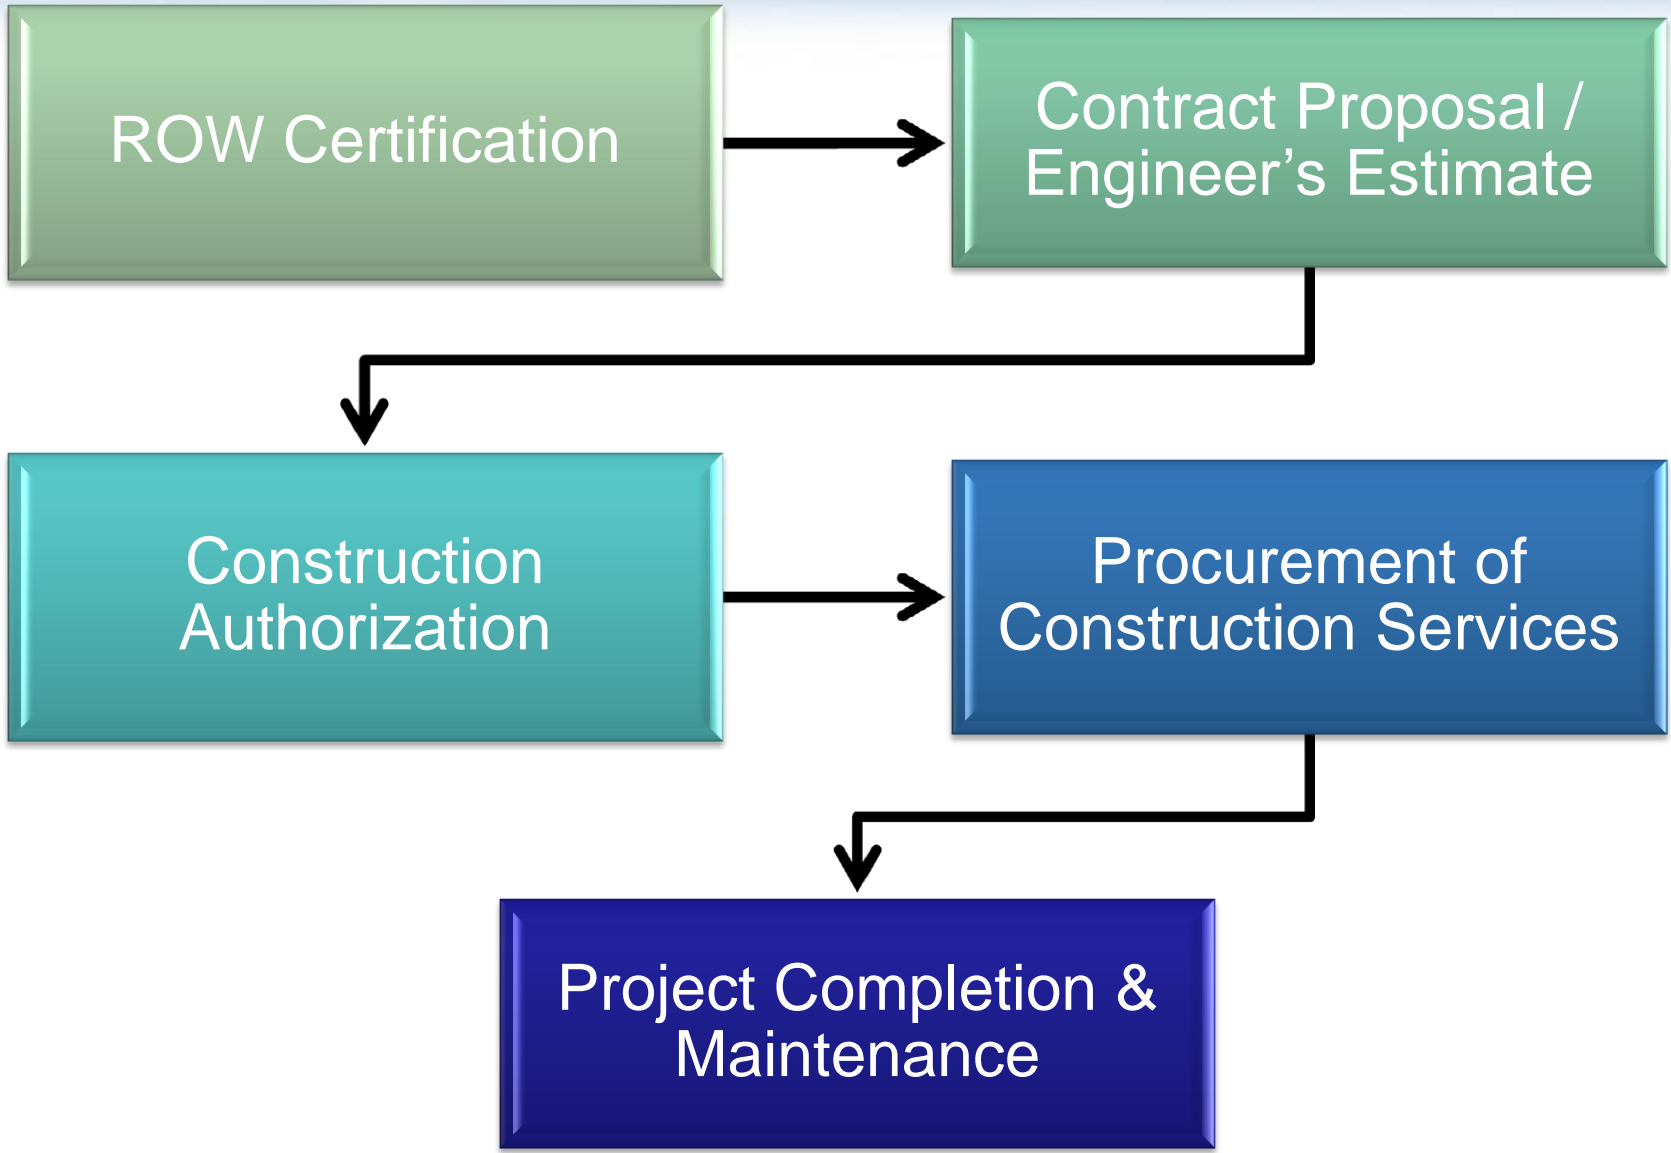 ROW Certification
Contract Proposal /
Engineer’s Estimate
Construction
Authorization
Procurement of
Construction Services
Project Completion &
Maintenance